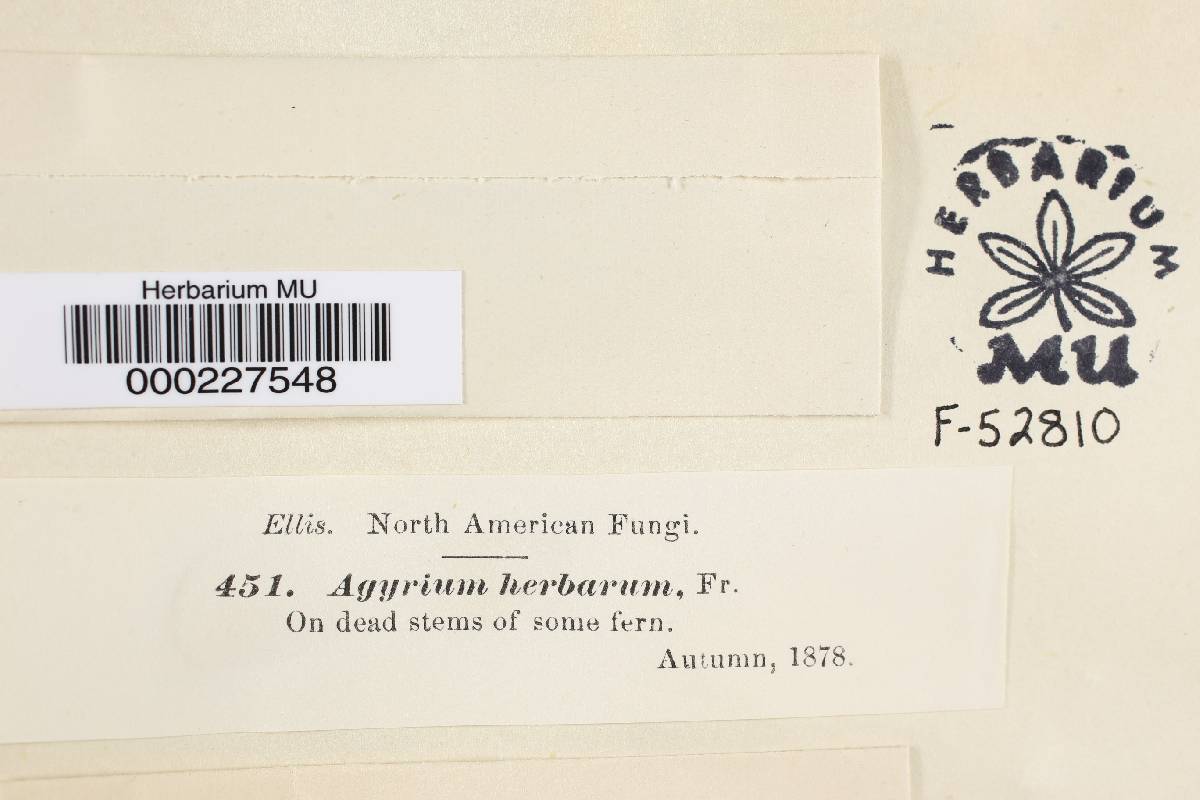 Herbarium MU
000227548
HERBARIUM
MU
F-52810
Ellis. North American Fungi.
451. Agyrium herbarum, Fr.
On dead stems of some fern.
Autumn, 1878.